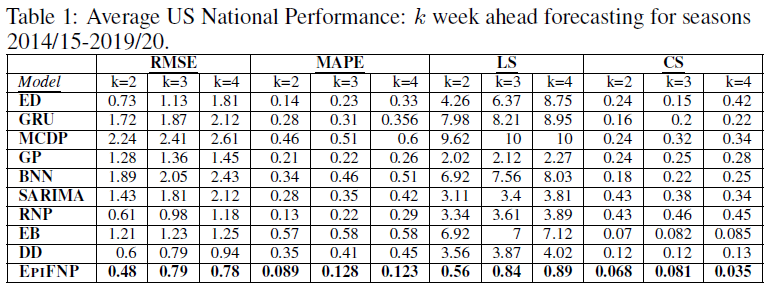 Table 1: Average US National Performance: k week ahead forecasting for seasons
2014/15-2019/20.
RMSE MAPE LS CS
Model k=2 k=3 k=4 k=2 k=3 k=4 k=2 k=3 k=4 k=2 k=3 k=4
ED 0.73 1.13 1.81 0.14 0.23 0.33 4.26 6.37 8.75 0.24 0.15 0.42
GRU 1.72 1.87 2.12 0.28 0.31 0.356 7.98 8.21 8.95 0.16 0.2 0.22
MCDP 2.24 2.41 2.61 0.46 0.51 0.6 9.62 10 10 0.24 0.32 0.34
GP 1.28 1.36 1.45 0.21 0.22 0.26 2.02 2.12 2.27 0.24 0.25 0.28
BNN 1.89 2.05 2.43 0.34 0.46 0.51 6.92 7.56 8.03 0.18 0.22 0.25
SARIMA 1.43 1.81 2.12 0.28 0.35 0.42 3.11 3.4 3.81 0.43 0.38 0.34
RNP 0.61 0.98 1.18 0.13 0.22 0.29 3.34 3.61 3.89 0.43 0.46 0.45
EB 1.21 1.23 1.25 0.57 0.58 0.58 6.92 7 7.12 0.07 0.082 0.085
DD 0.6 0.79 0.94 0.35 0.41 0.45 3.56 3.87 4.02 0.12 0.12 0.13
EPIFNP 0.48 0.79 0.78 0.089 0.128 0.123 0.56 0.84 0.89 0.068 0.081 0.035